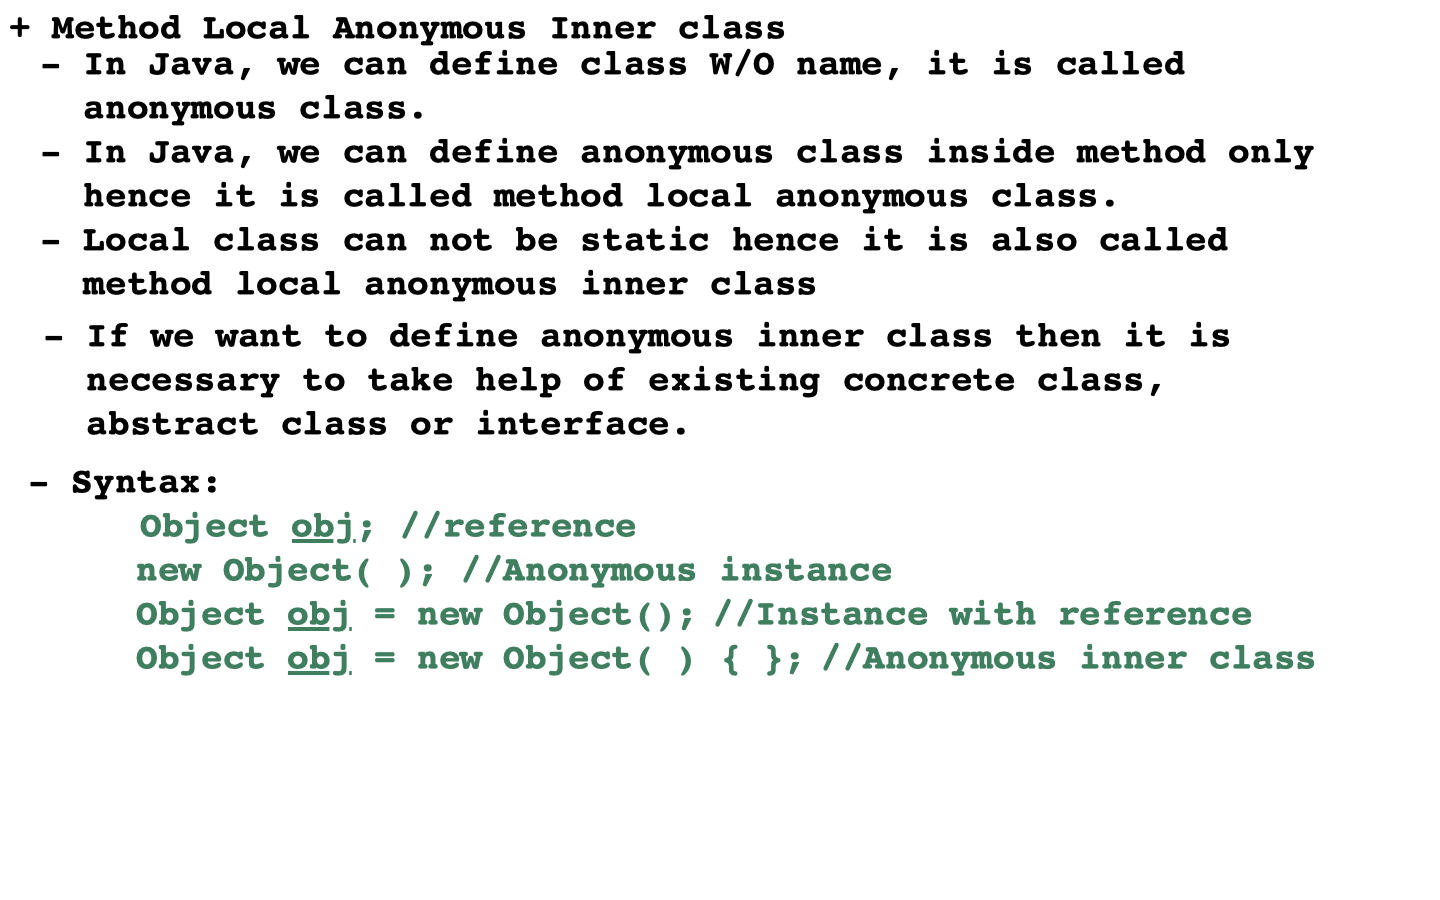 + Method Local Anonymous Inner class
- In Java, we can define class W/O name, it is called
anonymous class.
- In Java, we can define anonymous class inside method only
hence it is called method local anonymous class.
- Local class can not be static hence it is also called
method local anonymous inner class
- If we want to define anonymous inner class then it is
necessary to take help of existing concrete class,
abstract class or interface.
- Syntax:
Object obj; //reference
new Object( ); //Anonymous instance
Object obj = new Object(); //Instance with reference
Object obj = new Object( ) { }; //Anonymous inner class